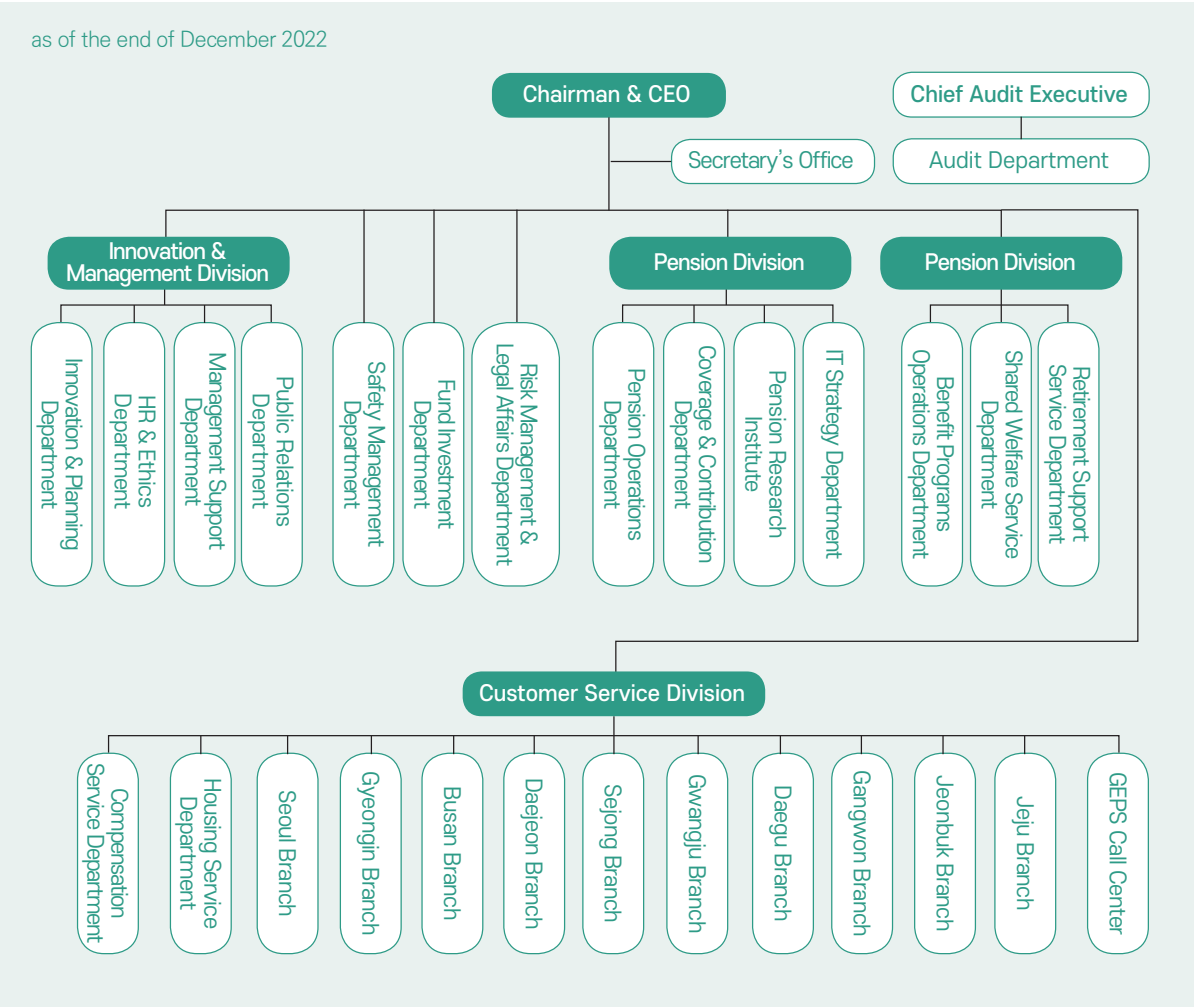 as of the end of December 2022
Chairman & CEO
Chief Audit Executive
Secretary's Office
Audit Department
Innovation &
Management Division
Pension Division
Pension Division
Innovation & Planning
Department
HR & Ethics
Department
Management Support
Department
Public Relations
Department
Safety Management
Department
Fund Investment
Department
Risk Management &
Legal Affairs Department
Pension Operations
Department
Coverage & Contribution
Department
Pension Research
Institute
IT Strategy Department
Benefit Programs
Operations Department
Shared Welfare Service
Department
Retirement Support
Service Department
Customer Service Division
Compensation
Service Department
Housing Service
Department
Seoul Branch
Gyeongin Branch
Busan Branch
Daejeon Branch
Sejong Branch
Gwangju Branch
Daegu Branch
Gangwon Branch
Jeonbuk Branch
Jeju Branch
GEPS Call Center